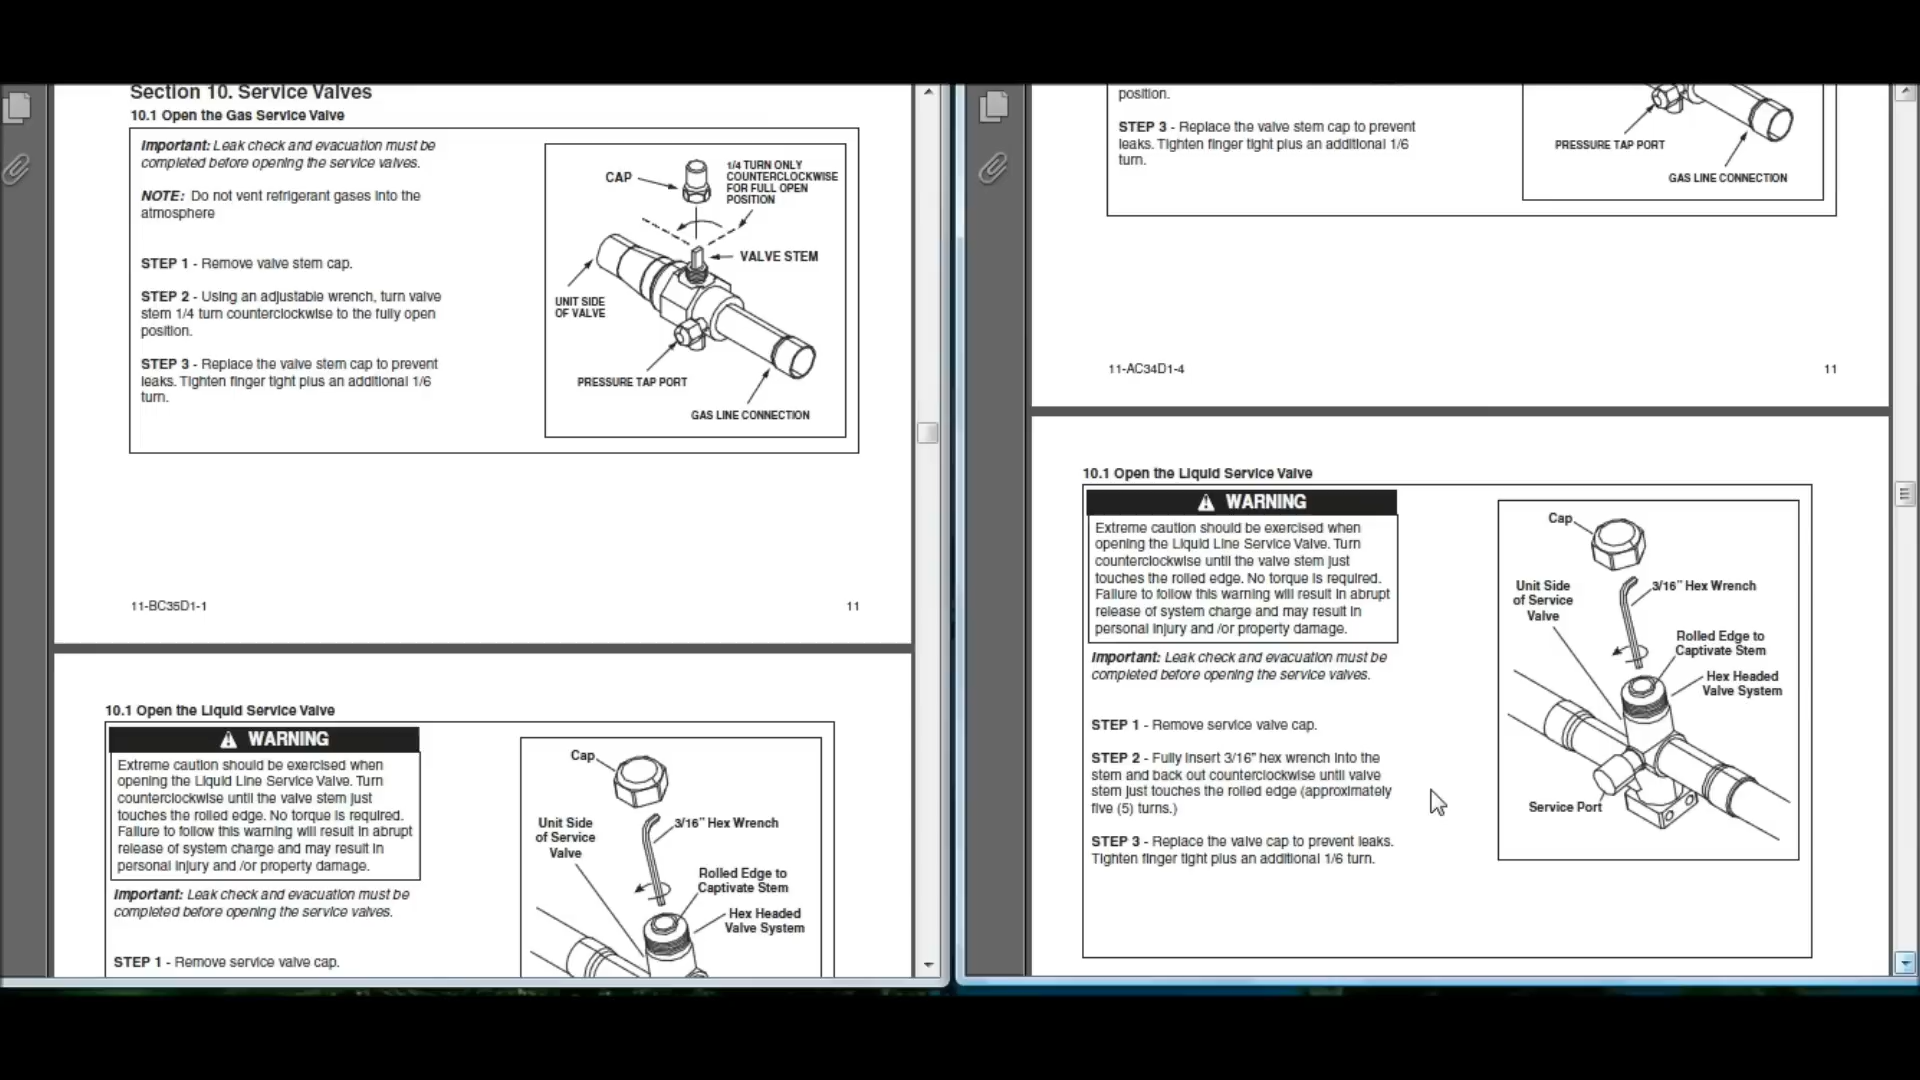 Section 10. Service Valves
10.1 Open the Gas Service Valve
Important: Leak check and evacuation must be
completed before opening the service valves.
NOTE: Do not vent refrigerant gases into the
atmosphere
STEP 1 - Remove valve stem cap.
STEP 2 - Using an adjustable wrench, turn valve
stem 1/4 turn counterclockwise to the fully open
position.
STEP 3 - Replace the valve stem cap to prevent
leaks. Tighten finger tight plus an additional 1/6
turn.
CAP
1/4 TURN ONLY
COUNTERCLOCKWISE
FOR FULL OPEN
POSITION
VALVE STEM
UNIT SIDE
OF VALVE
PRESSURE TAP PORT
GAS LINE CONNECTION
11-BC35D1-1
11
10.1 Open the Liquid Service Valve
WARNING
Extreme caution should be exercised when
opening the Liquid Line Service Valve. Turn
counterclockwise until the valve stem just
touches the rolled edge. No torque is required.
Failure to follow this warning will result in abrupt
release of system charge and may result in
personal injury and /or property damage.
Important: Leak check and evacuation must be
completed before opening the service valves.
STEP 1 - Remove service valve cap.
Cap
Unit Side
of Service
Valve
3/16" Hex Wrench
Rolled Edge to
Captivate Stem
Hex Headed
Valve System
position.
STEP 3 - Replace the valve stem cap to prevent
leaks. Tighten finger tight plus an additional 1/6
turn.
PRESSURE TAP PORT
GAS LINE CONNECTION
11-AC34D1-4
11
10.1 Open the Liquid Service Valve
WARNING
Extreme caution should be exercised when
opening the Liquid Line Service Valve. Turn
counterclockwise until the valve stem just
touches the rolled edge. No torque is required.
Failure to follow this warning will result in abrupt
release of system charge and may result in
personal injury and /or property damage.
Important: Leak check and evacuation must be
completed before opening the service valves.
STEP 1 - Remove service valve cap.
STEP 2 - Fully insert 3/16" hex wrench into the
stem and back out counterclockwise until valve
stem just touches the rolled edge (approximately
five (5) turns.)
STEP 3 - Replace the valve cap to prevent leaks.
Tighten finger tight plus an additional 1/6 turn.
Cap
Unit Side
of Service
Valve
3/16" Hex Wrench
Rolled Edge to
Captivate Stem
Hex Headed
Valve System
Service Port